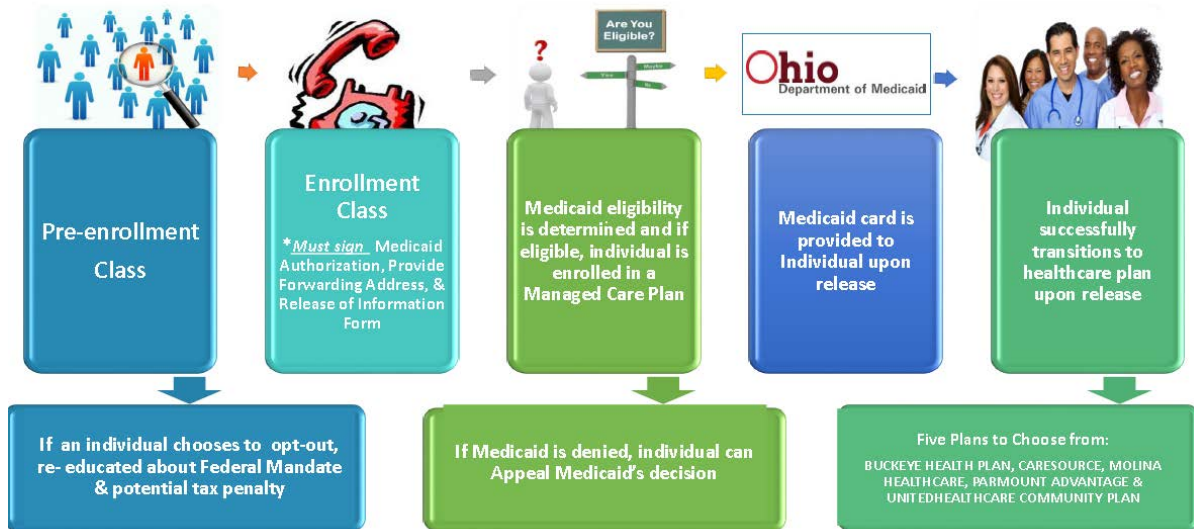 Are You
Eligible?
?
Maybe
Yes
No
Ohio
Department of Medicaid
Pre-enrollment
Class
Enrollment
Class
*Must sign Medicaid
Authorization, Provide
Forwarding Address, &
Release of Information
Form
Medicaid eligibility
is determined and if
eligible, individual is
enrolled in a
Managed Care Plan
Medicaid card is
provided to
Individual upon
release
Individual
successfully
transitions to
healthcare plan
upon release
If an individual chooses to opt-out,
re- educated about Federal Mandate
& potential tax penalty
If Medicaid is denied, individual can
Appeal Medicaid's decision
Five Plans to Choose from:
BUCKEYE HEALTH PLAN, CARESOURCE, MOLINA
HEALTHCARE, PARMOUNT ADVANTAGE &
UNITEDHEALTHCARE COMMUNITY PLAN